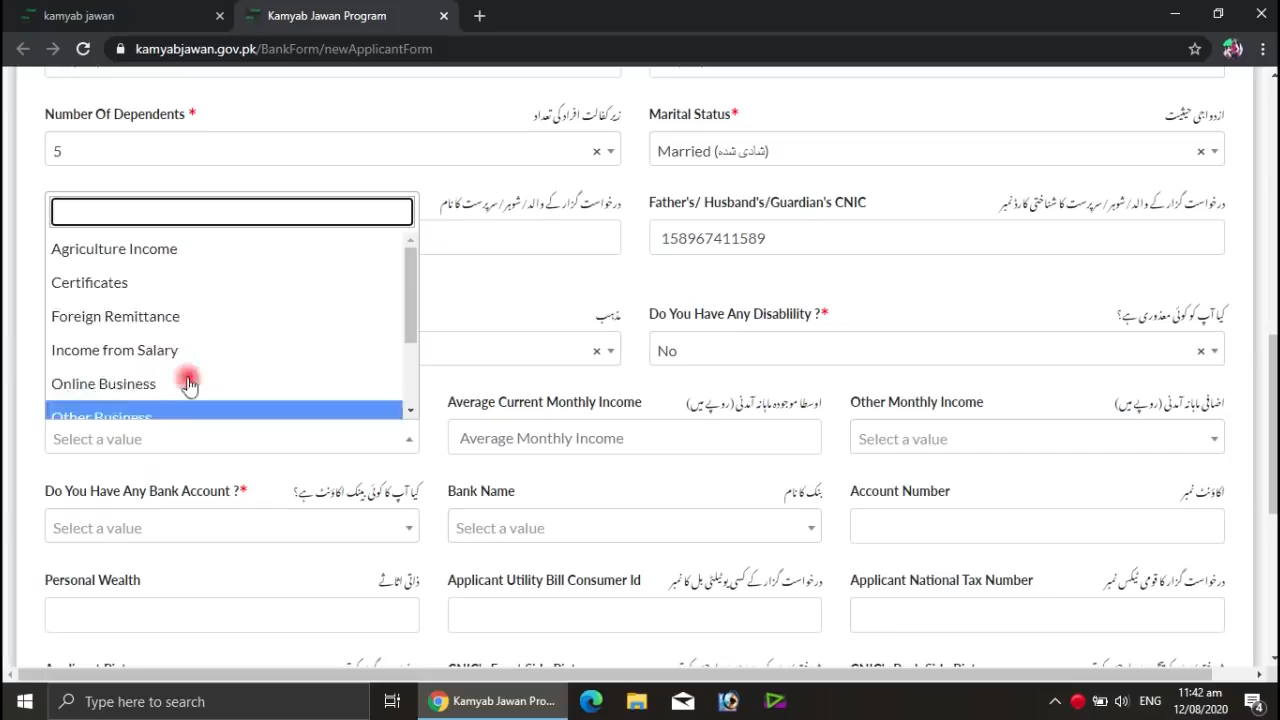 kamyab jawan
Kamyab Jawan Program
kamyabjawan.gov.pk/BankForm/newApplicantForm
Number Of Dependents * زیر کفالت افراد کی تعداد
Marital Status* ازدواجی حیثیت
5
Married (شادی شدہ)
درخواست گزار کے والد/شوہر/سرپرست کا نام
Father's/ Husband's/Guardian's CNIC درخواست گزار کے والد/شوہر/سرپرست کا شناختی کارڈ نمبر
158967411589
Agriculture Income
Certificates
Foreign Remittance
Income from Salary
Online Business
Other Business
مذہب
Do You Have Any Disablility ?* کیا آپ کو کوئی معذوری ہے؟
No
Average Current Monthly Income اوسطا موجودہ ماہانہ آمدنی (روپے میں)
Other Monthly Income اضافی ماہانہ آمدنی (روپے میں)
Select a value
Average Monthly Income
Select a value
Do You Have Any Bank Account ?* کیا آپ کا کوئی بینک اکاؤنٹ ہے؟
Bank Name بنک کا نام
Account Number اکاؤنٹ نمبر
Select a value
Select a value
Personal Wealth ذاتی اثاثے
Applicant Utility Bill Consumer Id درخواست گزار کے کسی یوٹیلٹی بل کا نمبر
Applicant National Tax Number درخواست گزار کا قومی ٹیکس نمبر
Type here to search
Kamyab Jawan Pro...
ENG
11:42 am
12/08/2020
4